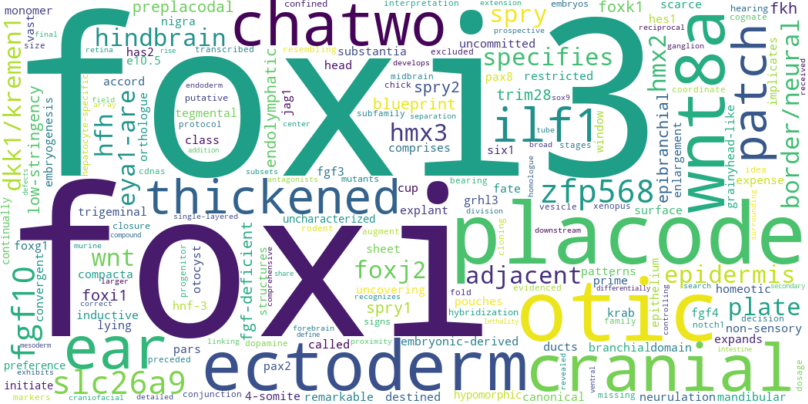 preplacodal
nigra
rodent
chatwo
confined
interpretation
extension
embryos
spry
foxk1
scarce
hearing
reciprocal
cognate
ganglion
fkh
monomer
vaster
final
size
retina
rise
transcribed
resembling
develops
has2
substantia
head
excluded
uncommitted
hes1
prospective
specifies
hindbrain
e10.5
endoderm
putative
protocol
addition
array
field
hepatocyte-specific
endolymphatic
accord
jag1
midbrain
chick
pax8
restricted
hmx2
wnt8a
patch
received
implicates
window
coordinate
foxi3
dkk1/kremen1
low-stringency
embryogenesis
defects
hfh
eya1-are
orthologue
tegmental
subfamily
separation
center
class
blueprint
spry2
trim28
ilf1
hmx3
sox9
tube
stages
broad
comprises
six1
epibranchial
enlargement
grainyhead-like
border/neural
cdnas
subsets
fgf3
mutants
antagonists
bearing
thickened
cup
explant
fate
vesicle
homologue
xenopus
zfp568
surface
idea
expense
surrounding
trigeminal
uncharacterized
grhl3
division
downstream
continually
closure
compound
single-layered
foxg1
murine
larger
compacta
convergent
foxi1
correct
fgf10
wnt
otocyst
progenitor
hnf-3
fgf-deficient
structures
comprehensive
share
rodent
augment
sheet
uncovering
recognizes
foxj2
spry1
signs
foxi
placode
cloning
adjacent
patterns
prime
fold
pouches
evidenced
differentially
hybridization
krab
family
fgf4
notch1
homeotic
search
secondary
decision
non-sensory
expands
epidermis
epithelium
controlling
plate
otic
inductive
lying
ear
mesoderm
preference
exhibits
initiate
markers
slc26a9
craniofacial
pars
preceded
ducts
pax2
detailed
called
proximity
forebrain
define
linking
dopamine
lethality
embryonic-derived
ectoderm
conjunction
4-somite
remarkable
destined
hypomorphic
canonical
cranial
branchialdomain
revealed
ventral
missing
neurulation
mandibular
intestine
dosage